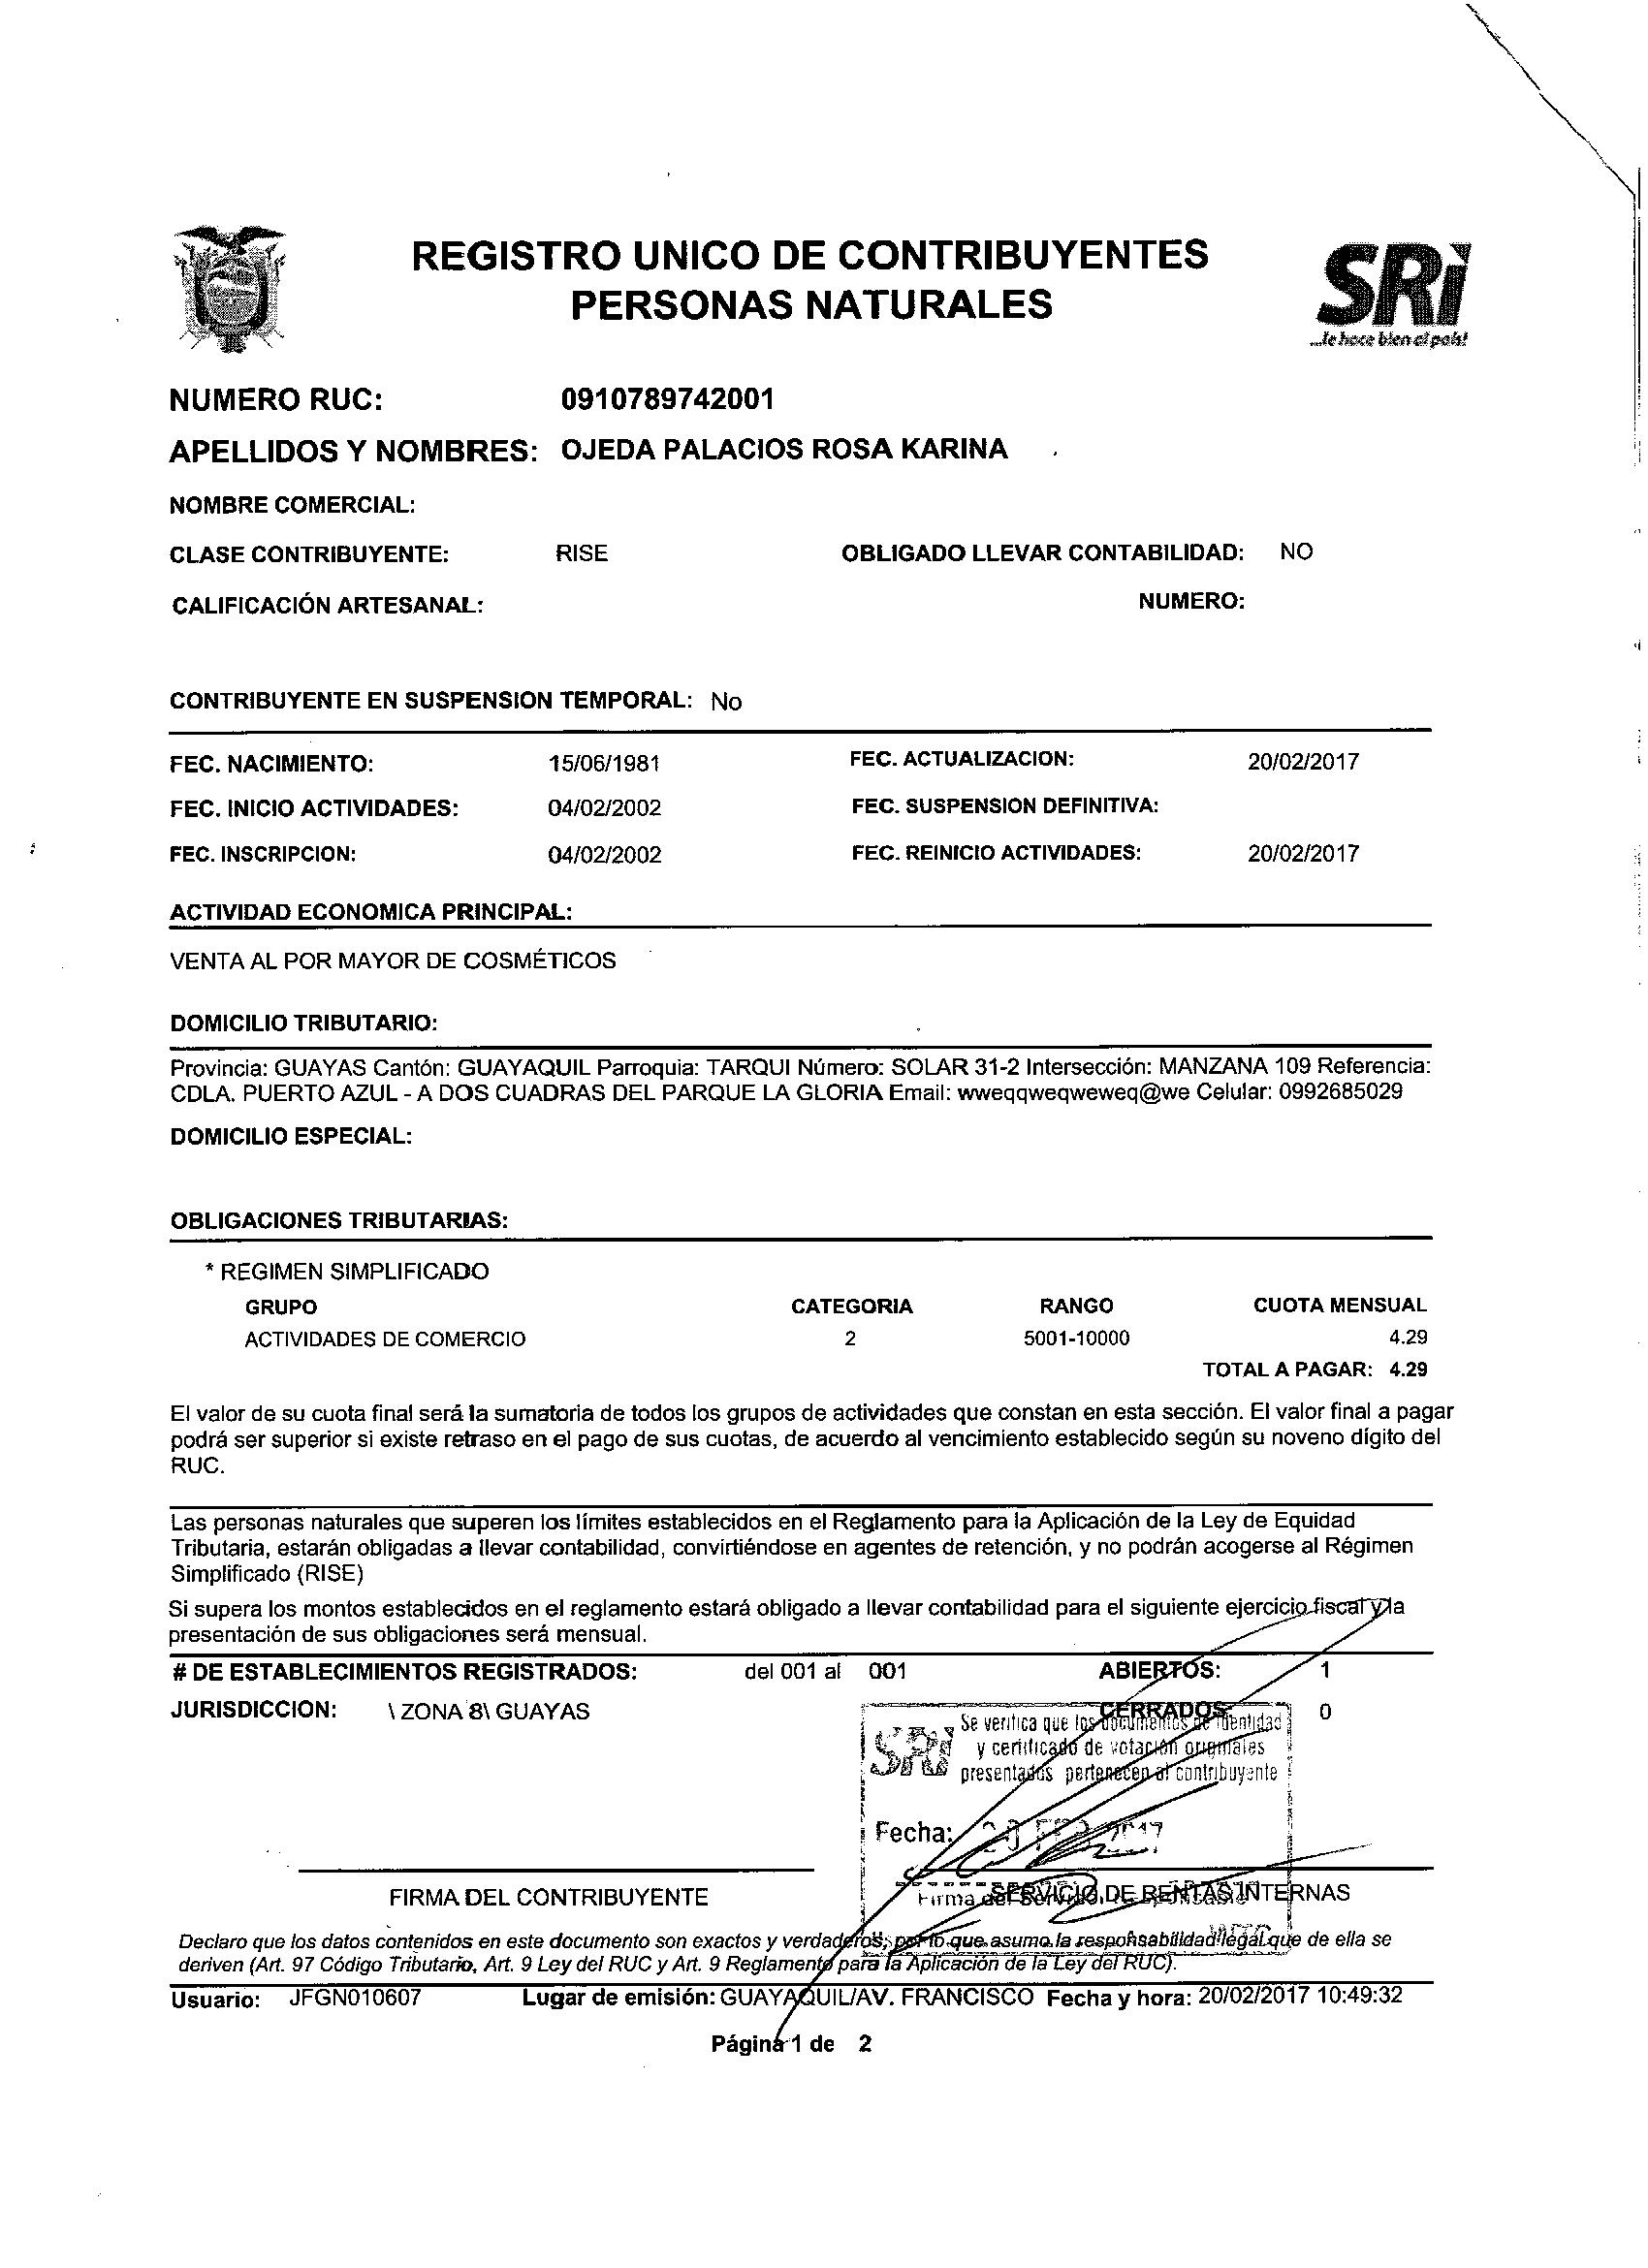 REGISTRO UNICO DE CONTRIBUYENTES
PERSONAS NATURALES
SRi
...le hace bien al país!
NUMERO RUC: 0910789742001
APELLIDOS Y NOMBRES: OJEDA PALACIOS ROSA KARINA
NOMBRE COMERCIAL:
CLASE CONTRIBUYENTE: RISE OBLIGADO LLEVAR CONTABILIDAD: NO
CALIFICACIÓN ARTESANAL: NUMERO:
CONTRIBUYENTE EN SUSPENSION TEMPORAL: No
FEC. NACIMIENTO: 15/06/1981 FEC. ACTUALIZACION: 20/02/2017
FEC. INICIO ACTIVIDADES: 04/02/2002 FEC. SUSPENSION DEFINITIVA:
FEC. INSCRIPCION: 04/02/2002 FEC. REINICIO ACTIVIDADES: 20/02/2017
ACTIVIDAD ECONOMICA PRINCIPAL:
VENTA AL POR MAYOR DE COSMÉTICOS
DOMICILIO TRIBUTARIO:
Provincia: GUAYAS Cantón: GUAYAQUIL Parroquia: TARQUI Número: SOLAR 31-2 Intersección: MANZANA 109 Referencia:
CDLA. PUERTO AZUL - A DOS CUADRAS DEL PARQUE LA GLORIA Email: wweqqweqweweq@we Celular: 0992685029
DOMICILIO ESPECIAL:
OBLIGACIONES TRIBUTARIAS:
* REGIMEN SIMPLIFICADO
GRUPO CATEGORIA RANGO CUOTA MENSUAL
ACTIVIDADES DE COMERCIO 2 5001-10000 4.29
TOTAL A PAGAR: 4.29
El valor de su cuota final será la sumatoria de todos los grupos de actividades que constan en esta sección. El valor final a pagar
podrá ser superior si existe retraso en el pago de sus cuotas, de acuerdo al vencimiento establecido según su noveno dígito del
RUC.
Las personas naturales que superen los límites establecidos en el Reglamento para la Aplicación de la Ley de Equidad
Tributaria, estarán obligadas a llevar contabilidad, convirtiéndose en agentes de retención, y no podrán acogerse al Régimen
Simplificado (RISE)
Si supera los montos establecidos en el reglamento estará obligado a llevar contabilidad para el siguiente ejercicio fiscal y la
presentación de sus obligaciones será mensual.
# DE ESTABLECIMIENTOS REGISTRADOS: del 001 al 001 ABIERTOS: 1
JURISDICCION: \ ZONA 8\ GUAYAS CERRADOS: 0
SRi
Se verifica que los documentos de identidad
y certificado de votación originales
presentados pertenecen al contribuyente
Fecha: 20 FEB 2017
Firma del Servidor Responsable
FIRMA DEL CONTRIBUYENTE SERVICIO DE RENTAS INTERNAS
Declaro que los datos contenidos en este documento son exactos y verdaderos, por lo que asumo la responsabilidad legal que de ella se
deriven (Art. 97 Código Tributario, Art. 9 Ley del RUC y Art. 9 Reglamento para la Aplicación de la Ley del RUC).
Usuario: JFGN010607 Lugar de emisión: GUAYAQUIL/AV. FRANCISCO Fecha y hora: 20/02/2017 10:49:32
Página 1 de 2